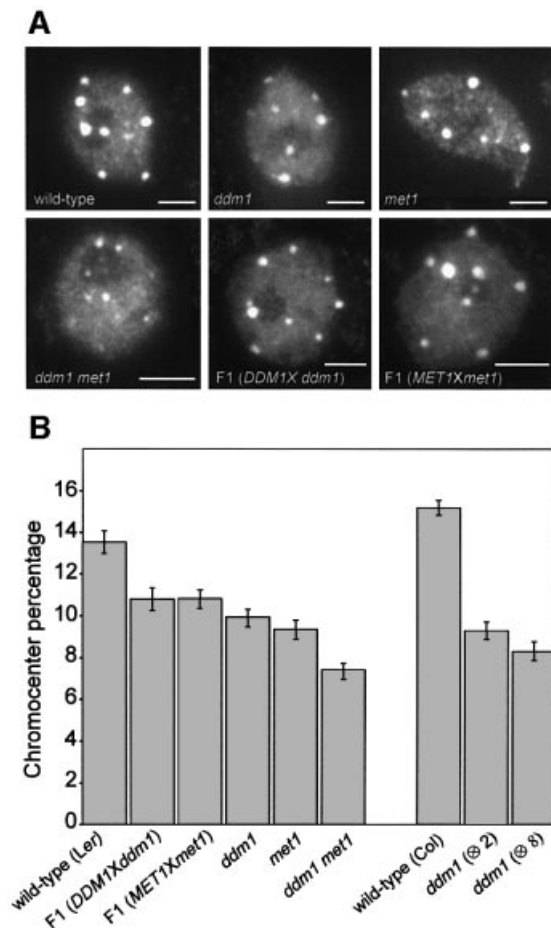 A
wild-type
ddm1
met1
ddm1 met1
F1 (DDM1X ddm1)
F1 (MET1Xmet1)
B
Chromocenter percentage
16
14
12
10
8
6
4
2
0
wild-type (Ler)
F1 (DDM1Xddm1)
F1 (MET1Xmet1)
ddm1
met1
ddm1 met1
wild-type (Col)
ddm1 (⊗ 2)
ddm1 (⊗ 8)